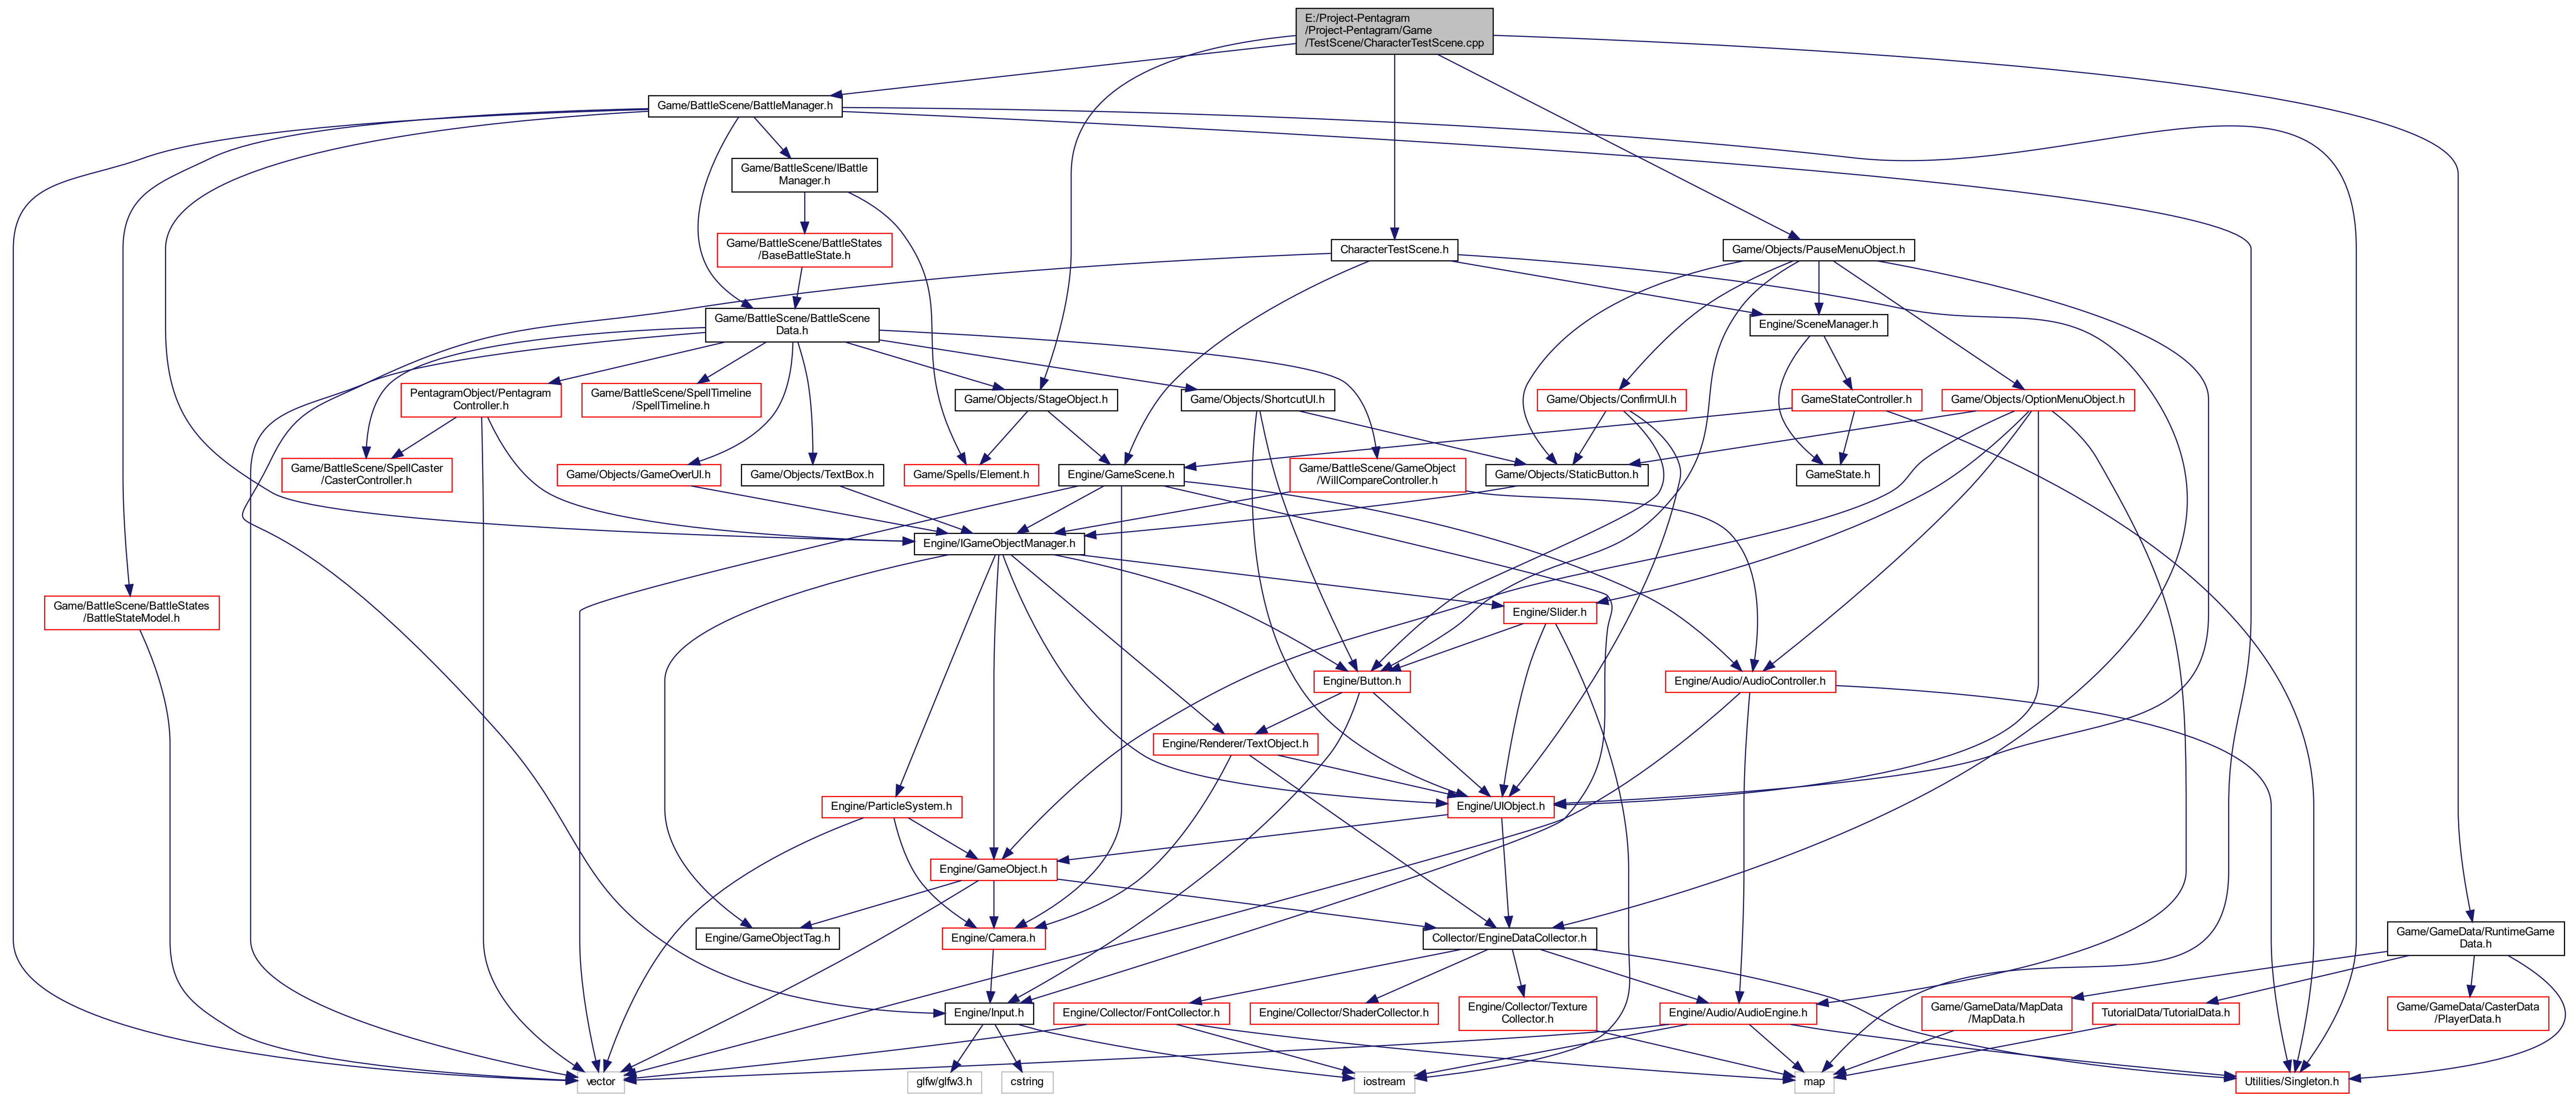 E:/Project-Pentagram
/Project-Pentagram/Game
/TestScene/CharacterTestScene.cpp
Game/BattleScene/BattleManager.h
Game/BattleScene/IBattle
Manager.h
Game/BattleScene/BattleStates
/BaseBattleState.h
CharacterTestScene.h
Game/Objects/PauseMenuObject.h
Game/BattleScene/BattleScene
Data.h
Engine/SceneManager.h
PentagramObject/Pentagram
Controller.h
Game/BattleScene/SpellTimeline
/SpellTimeline.h
Game/Objects/StageObject.h
Game/Objects/ShortcutUI.h
Game/Objects/ConfirmUI.h
GameStateController.h
Game/Objects/OptionMenuObject.h
Game/BattleScene/SpellCaster
/CasterController.h
Game/Objects/GameOverUI.h
Game/Objects/TextBox.h
Game/Spells/Element.h
Engine/GameScene.h
Game/BattleScene/GameObject
/WillCompareController.h
Game/Objects/StaticButton.h
GameState.h
Engine/IGameObjectManager.h
Game/BattleScene/BattleStates
/BattleStateModel.h
Engine/Slider.h
Engine/Button.h
Engine/Audio/AudioController.h
Engine/Renderer/TextObject.h
Engine/ParticleSystem.h
Engine/UIObject.h
Engine/GameObject.h
Engine/GameObjectTag.h
Engine/Camera.h
Collector/EngineDataCollector.h
Game/GameData/RuntimeGame
Data.h
Engine/Input.h
Engine/Collector/FontCollector.h
Engine/Collector/ShaderCollector.h
Engine/Collector/Texture
Collector.h
Engine/Audio/AudioEngine.h
Game/GameData/MapData
/MapData.h
TutorialData/TutorialData.h
Game/GameData/CasterData
/PlayerData.h
vector
glfw/glfw3.h
cstring
iostream
map
Utilities/Singleton.h